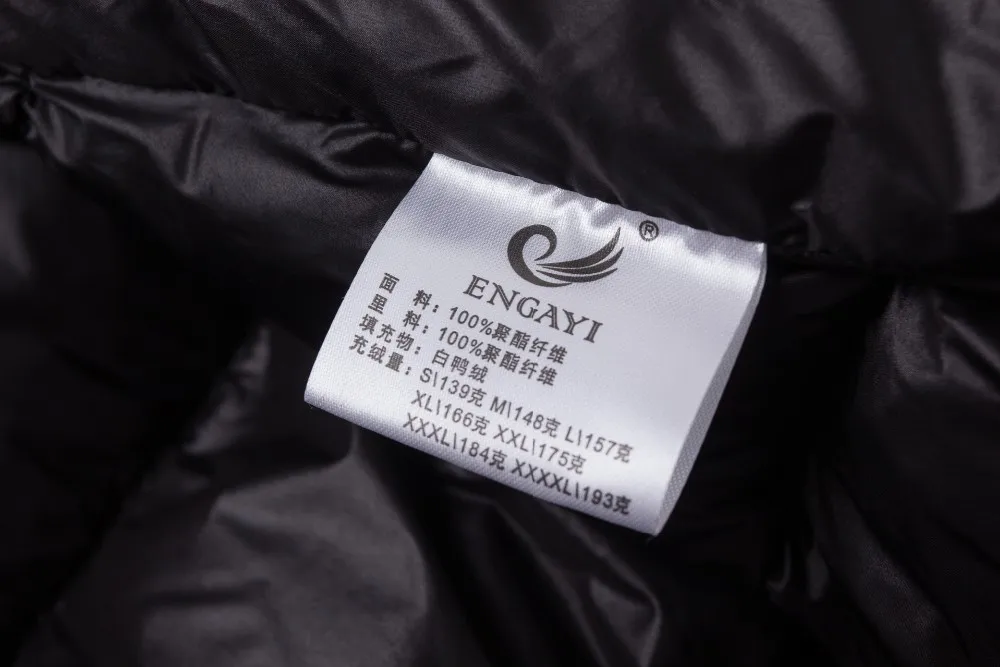 ®
ENGAYI
面 料：100%聚酯纤维
里 料：100%聚酯纤维
填充物：白鸭绒
充绒量：S\139克 M\148克 L\157克
XL\166克 XXL\175克
XXXL\184克 XXXXL\193克